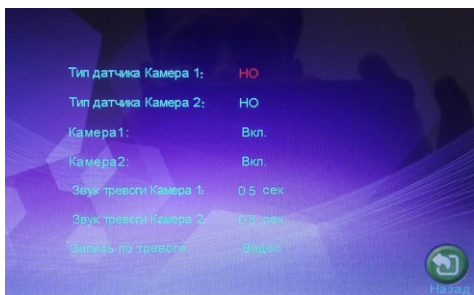 Тип датчика Камера 1: НО
Тип датчика Камера 2: НО
Камера1: Вкл.
Камера2: Вкл.
Звук тревоги Камера 1: 05 сек
Звук тревоги Камера 2: 05 сек
Запись по тревоге: Видео
Назад